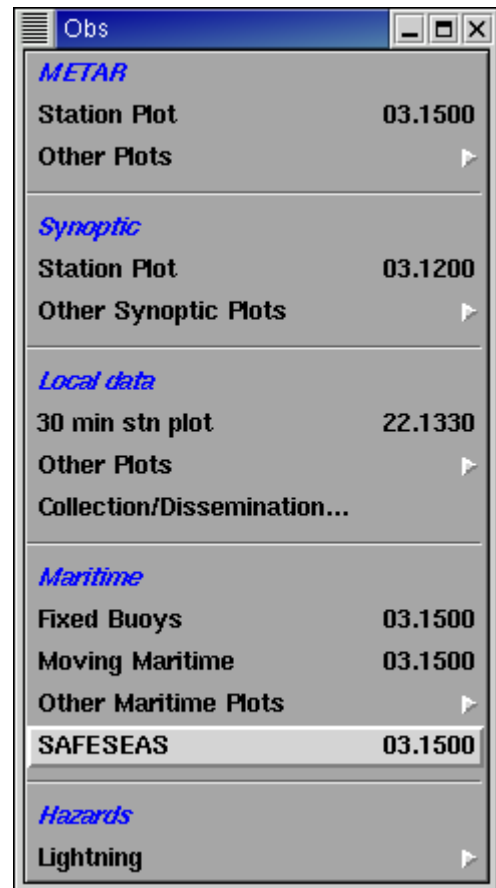 Obs
METAR
Station Plot 03.1500
Other Plots
Synoptic
Station Plot 03.1200
Other Synoptic Plots
Local data
30 min stn plot 22.1330
Other Plots
Collection/Dissemination...
Maritime
Fixed Buoys 03.1500
Moving Maritime 03.1500
Other Maritime Plots
SAFESEAS 03.1500
Hazards
Lightning